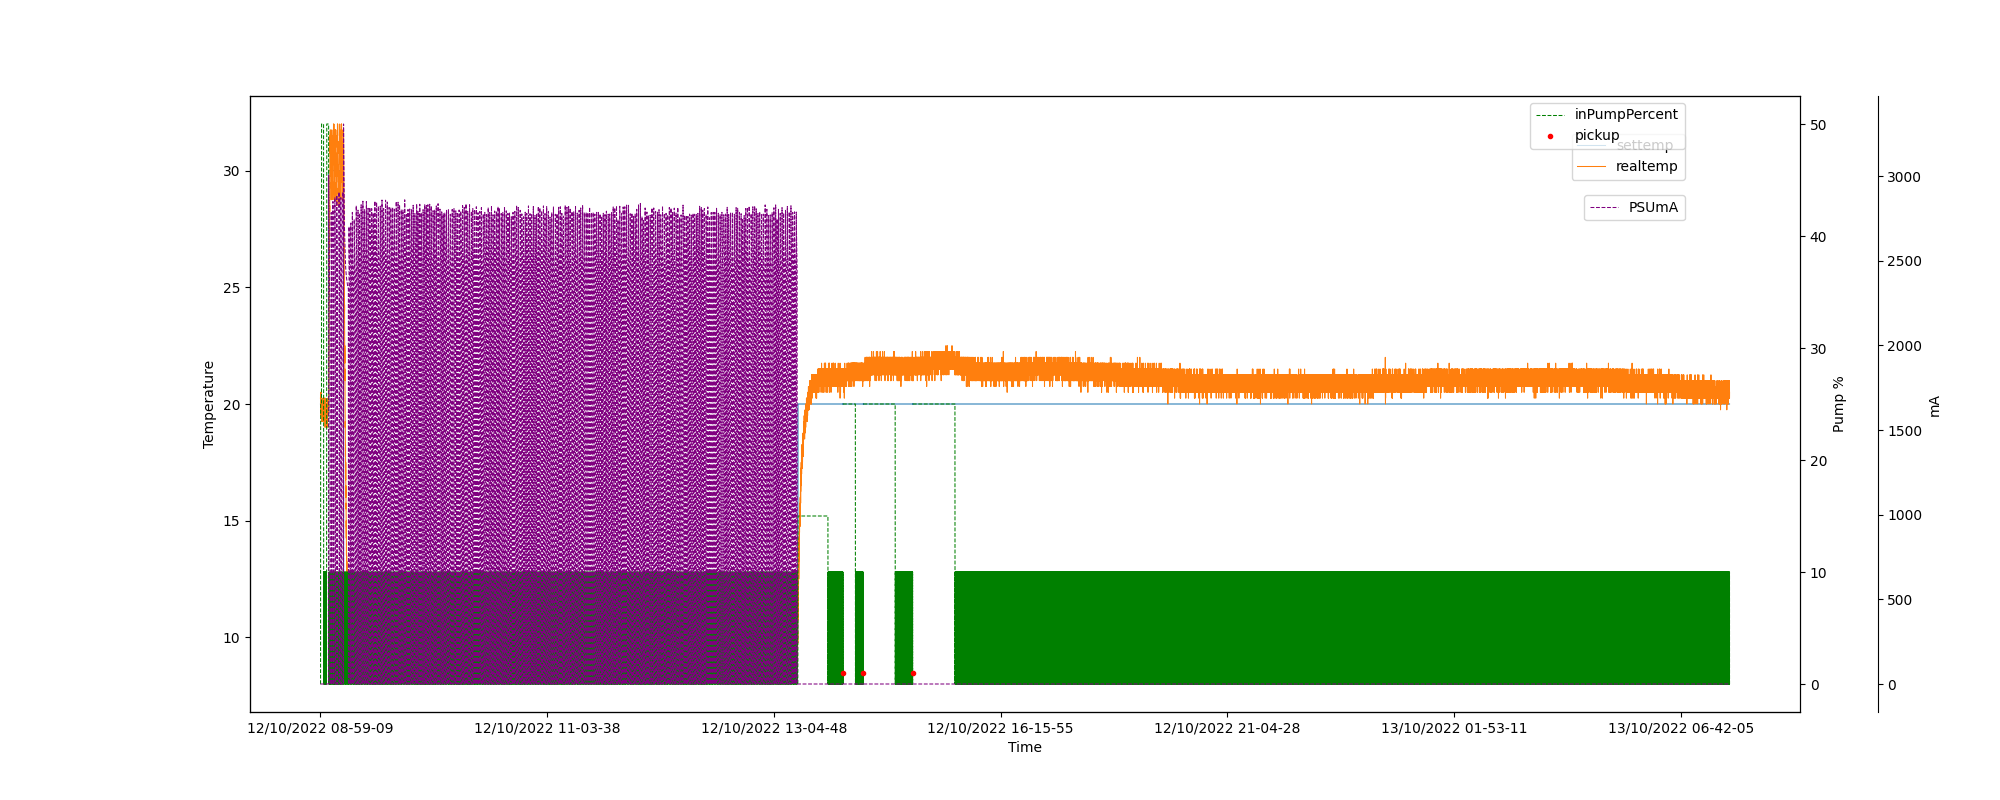 inPumpPercent
pickup
settemp
realtemp
PSUmA
30
25
20
15
10
Temperature
50
40
30
20
10
0
Pump %
3000
2500
2000
1500
1000
500
0
mA
12/10/2022 08-59-09
12/10/2022 11-03-38
12/10/2022 13-04-48
12/10/2022 16-15-55
12/10/2022 21-04-28
13/10/2022 01-53-11
13/10/2022 06-42-05
Time